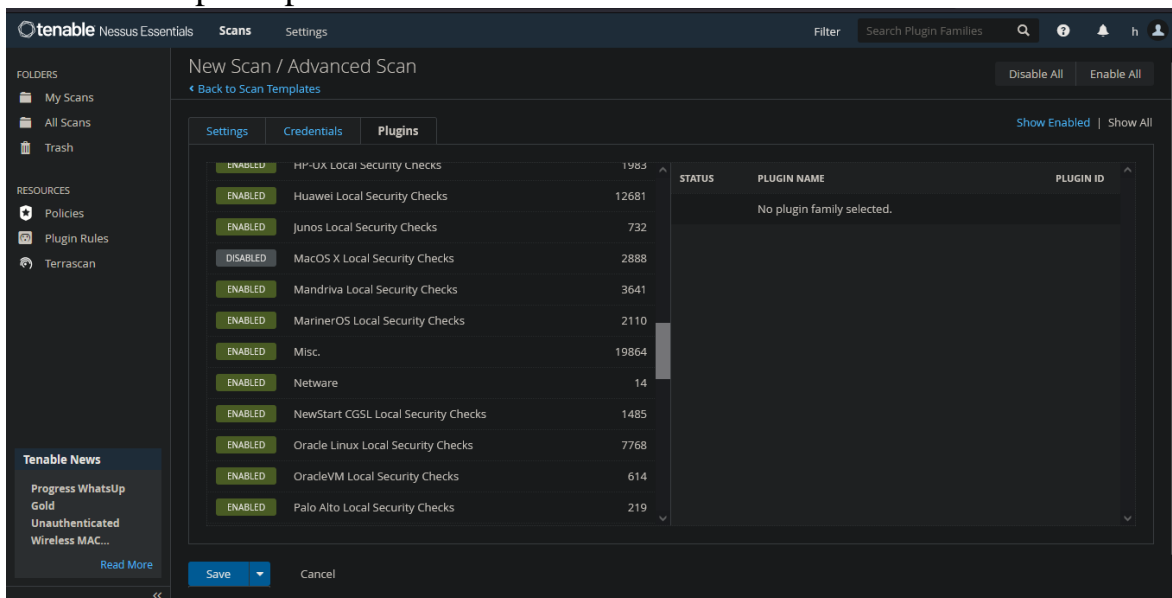 tenable Nessus Essentials Scans Settings Filter Search Plugin Families h
FOLDERS
My Scans
All Scans
Trash
RESOURCES
Policies
Plugin Rules
Terrascan
Tenable News
Progress WhatsUp
Gold
Unauthenticated
Wireless MAC...
Read More
New Scan / Advanced Scan
Back to Scan Templates
Disable All Enable All
Settings Credentials Plugins
Show Enabled | Show All
ENABLED HP-UX Local Security Checks 1983
ENABLED Huawei Local Security Checks 12681
ENABLED Junos Local Security Checks 732
DISABLED MacOS X Local Security Checks 2888
ENABLED Mandriva Local Security Checks 3641
ENABLED MarinerOS Local Security Checks 2110
ENABLED Misc. 19864
ENABLED Netware 14
ENABLED NewStart CGSL Local Security Checks 1485
ENABLED Oracle Linux Local Security Checks 7768
ENABLED OracleVM Local Security Checks 614
ENABLED Palo Alto Local Security Checks 219
STATUS PLUGIN NAME PLUGIN ID
No plugin family selected.
Save Cancel